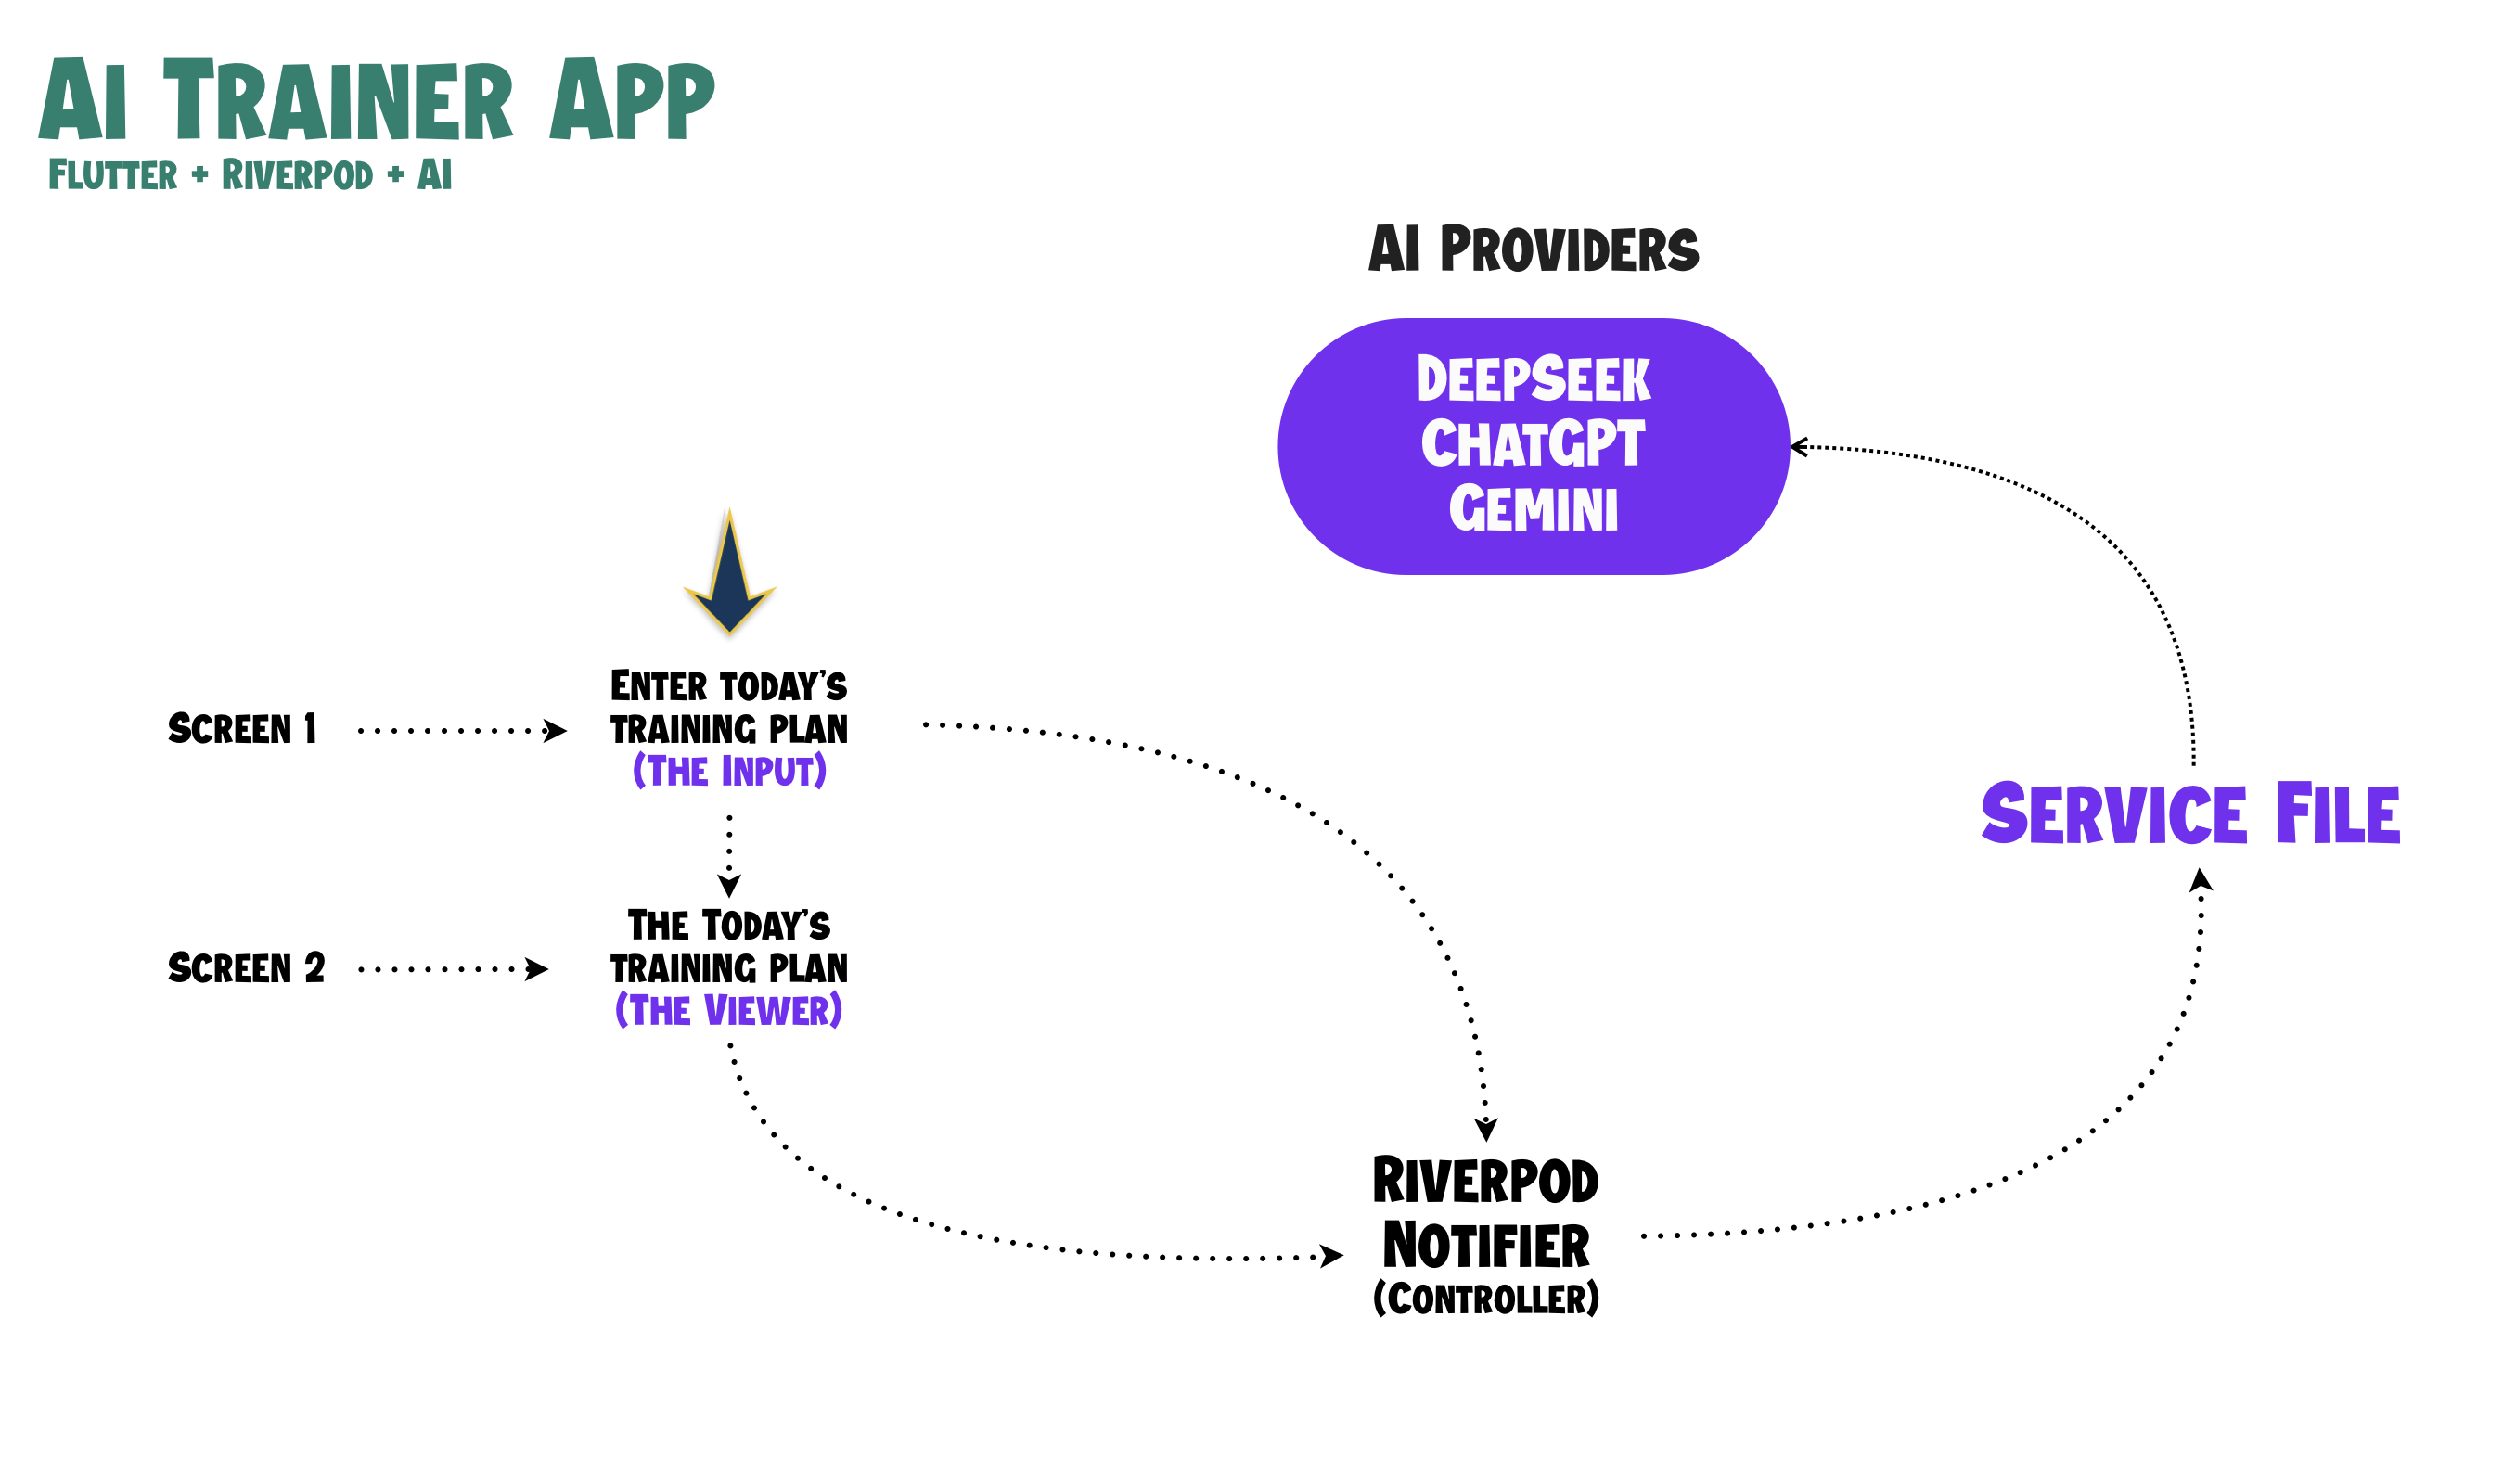 AI Trainer App
Flutter + Riverpod + AI
AI Providers
DeepSeek
ChatGPT
Gemini
Screen 1
Enter today's
training plan
(The Input)
Service File
Screen 2
The Today's
training plan
(The Viewer)
Riverpod
Notifier
(Controller)